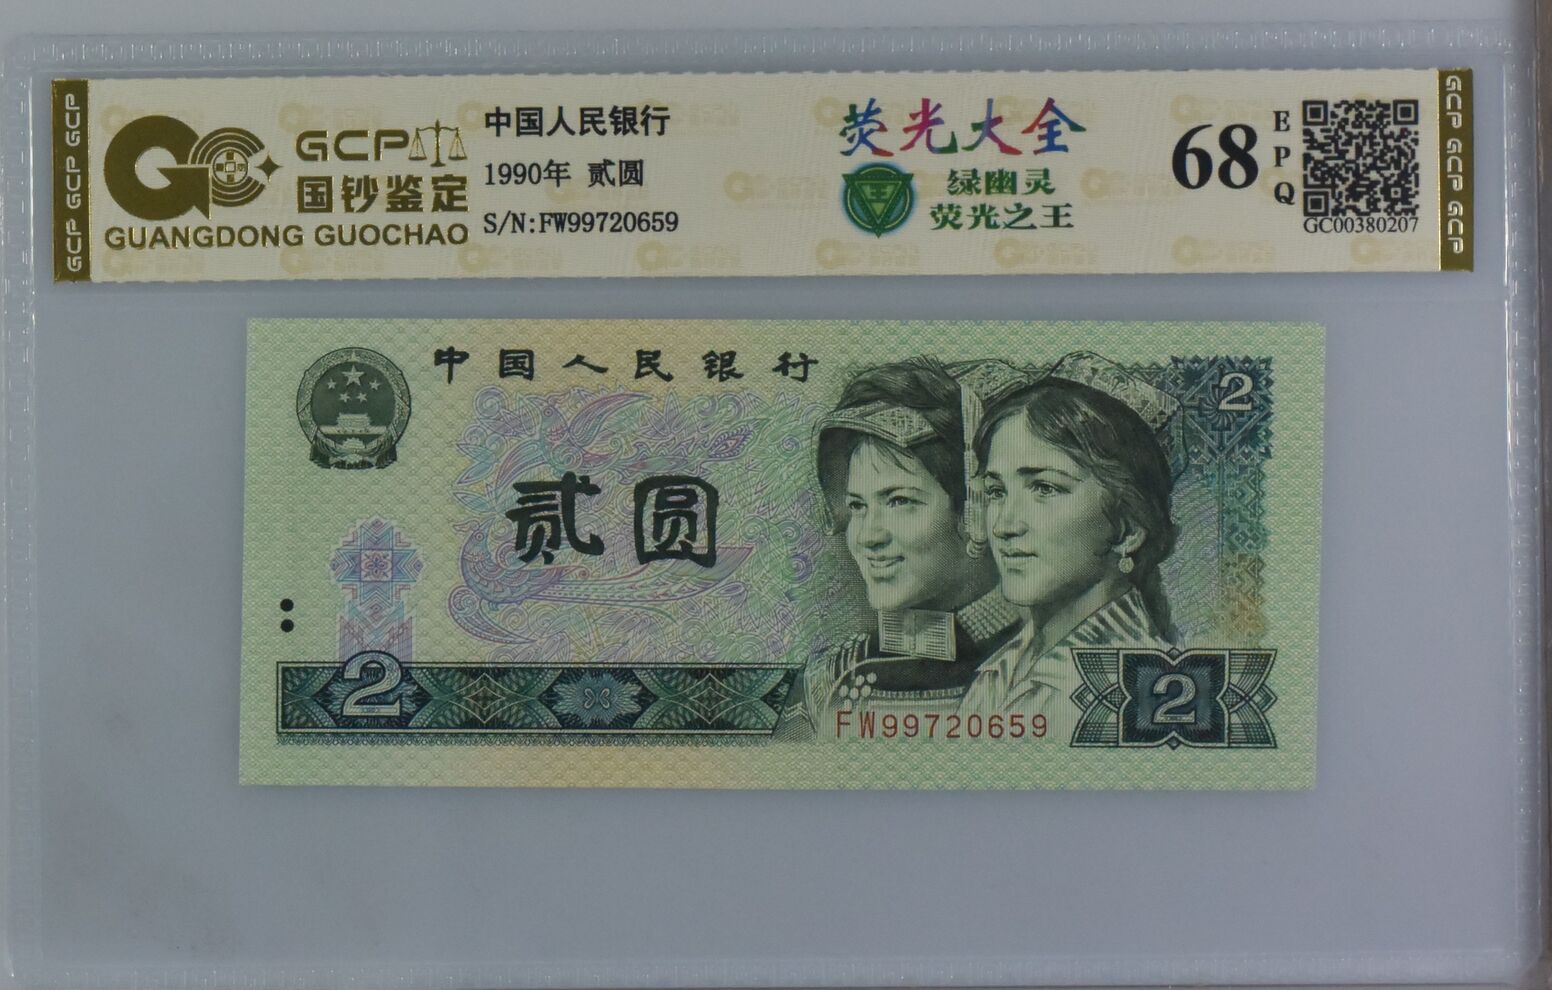 GCP GCP GCP
GCP
国钞鉴定
GUANGDONG GUOCHAO
中国人民银行
1990年 贰圆
S/N:FW99720659
荧光大全
王
绿幽灵
荧光之王
68
EPQ
GC00380207
GCP GCP GCP
中国人民银行
2
贰圆
2
2
FW99720659